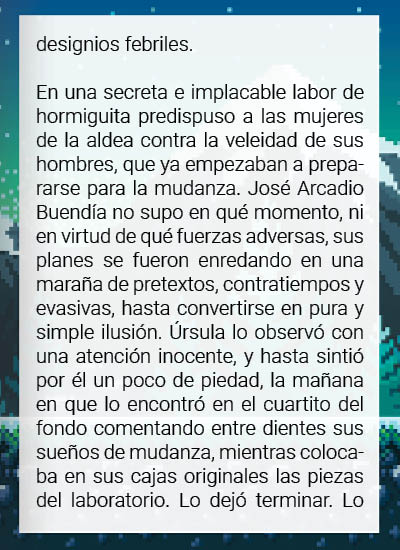 designios febriles.
En una secreta e implacable labor de
hormiguita predispuso a las mujeres
de la aldea contra la veleidad de sus
hombres, que ya empezaban a prepa-
rarse para la mudanza. José Arcadio
Buendía no supo en qué momento, ni
en virtud de qué fuerzas adversas, sus
planes se fueron enredando en una
maraña de pretextos, contratiempos y
evasivas, hasta convertirse en pura y
simple ilusión. Úrsula lo observó con
una atención inocente, y hasta sintió
por él un poco de piedad, la mañana
en que lo encontró en el cuartito del
fondo comentando entre dientes sus
sueños de mudanza, mientras coloca-
ba en sus cajas originales las piezas
del laboratorio. Lo dejó terminar. Lo